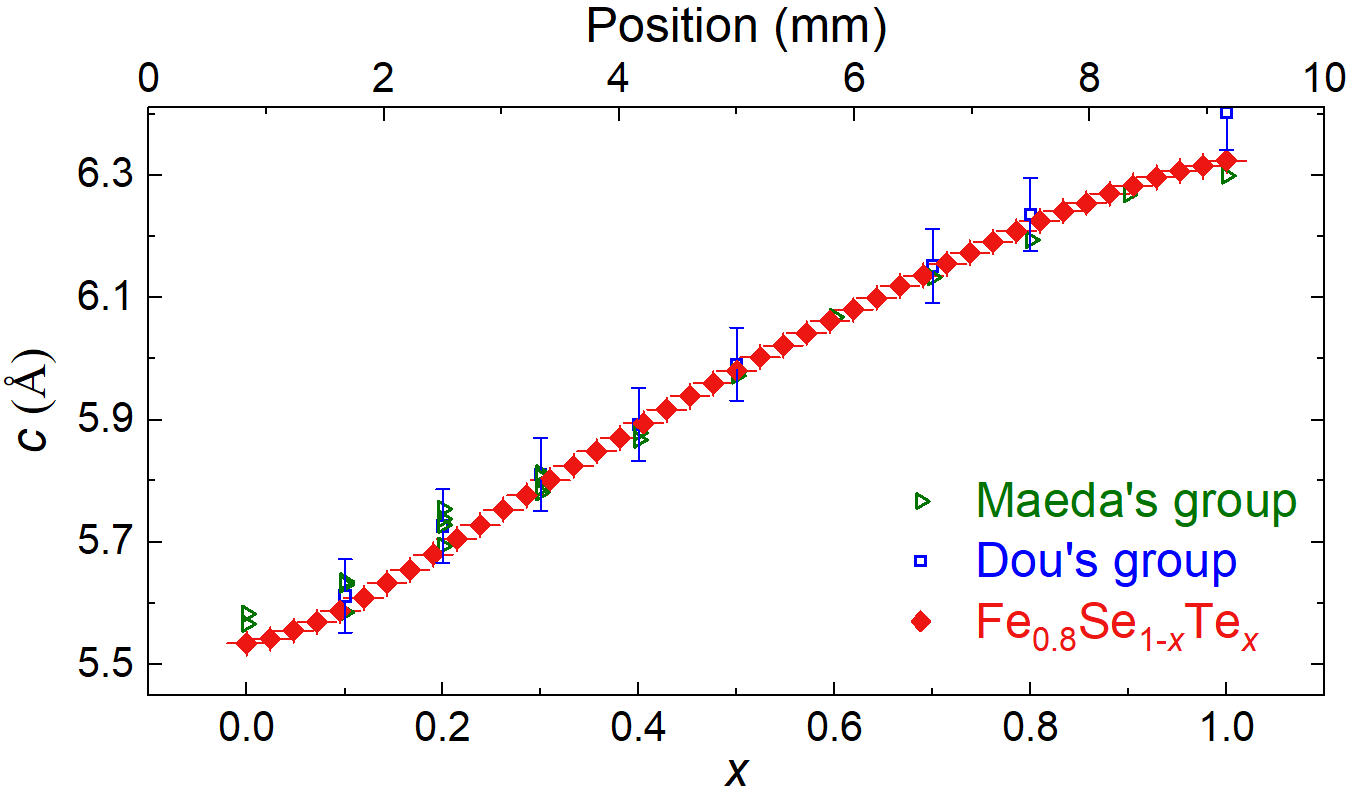 Position (mm)
0 2 4 6 8 10
6.3
6.1
5.9
5.7
5.5
c (Å)
Maeda's group
Dou's group
Fe0.8Se1-xTex
0.0 0.2 0.4 0.6 0.8 1.0
x